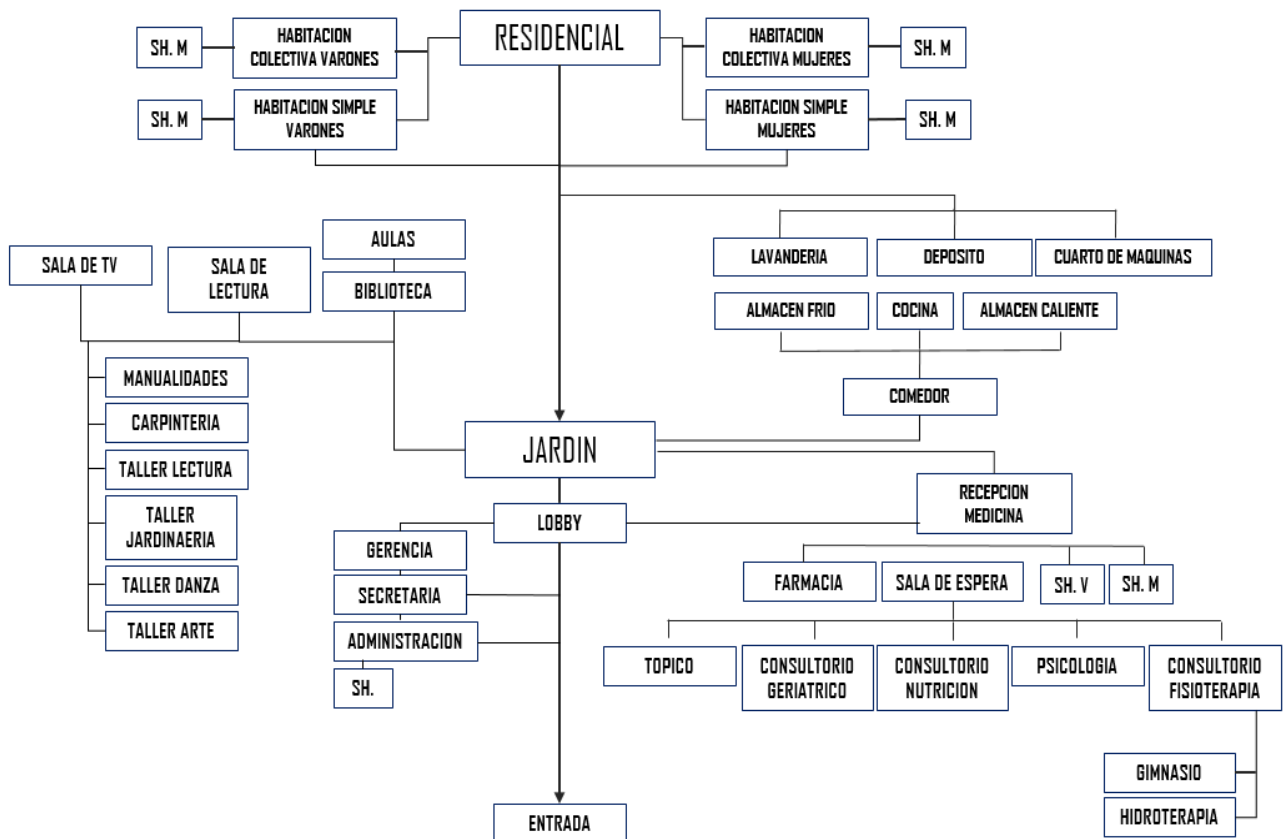 RESIDENCIAL
SH. M
HABITACION
COLECTIVA VARONES
HABITACION
COLECTIVA MUJERES
SH. M
SH. M
HABITACION SIMPLE
VARONES
HABITACION SIMPLE
MUJERES
SH. M
SALA DE TV
SALA DE
LECTURA
AULAS
BIBLIOTECA
LAVANDERIA
DEPOSITO
CUARTO DE MAQUINAS
ALMACEN FRIO
COCINA
ALMACEN CALIENTE
COMEDOR
MANUALIDADES
CARPINTERIA
TALLER LECTURA
TALLER
JARDINAERIA
TALLER DANZA
TALLER ARTE
JARDIN
LOBBY
RECEPCION
MEDICINA
GERENCIA
SECRETARIA
ADMINISTRACION
SH.
FARMACIA
SALA DE ESPERA
SH. V
SH. M
TOPICO
CONSULTORIO
GERIATRICO
CONSULTORIO
NUTRICION
PSICOLOGIA
CONSULTORIO
FISIOTERAPIA
GIMNASIO
HIDROTERAPIA
ENTRADA